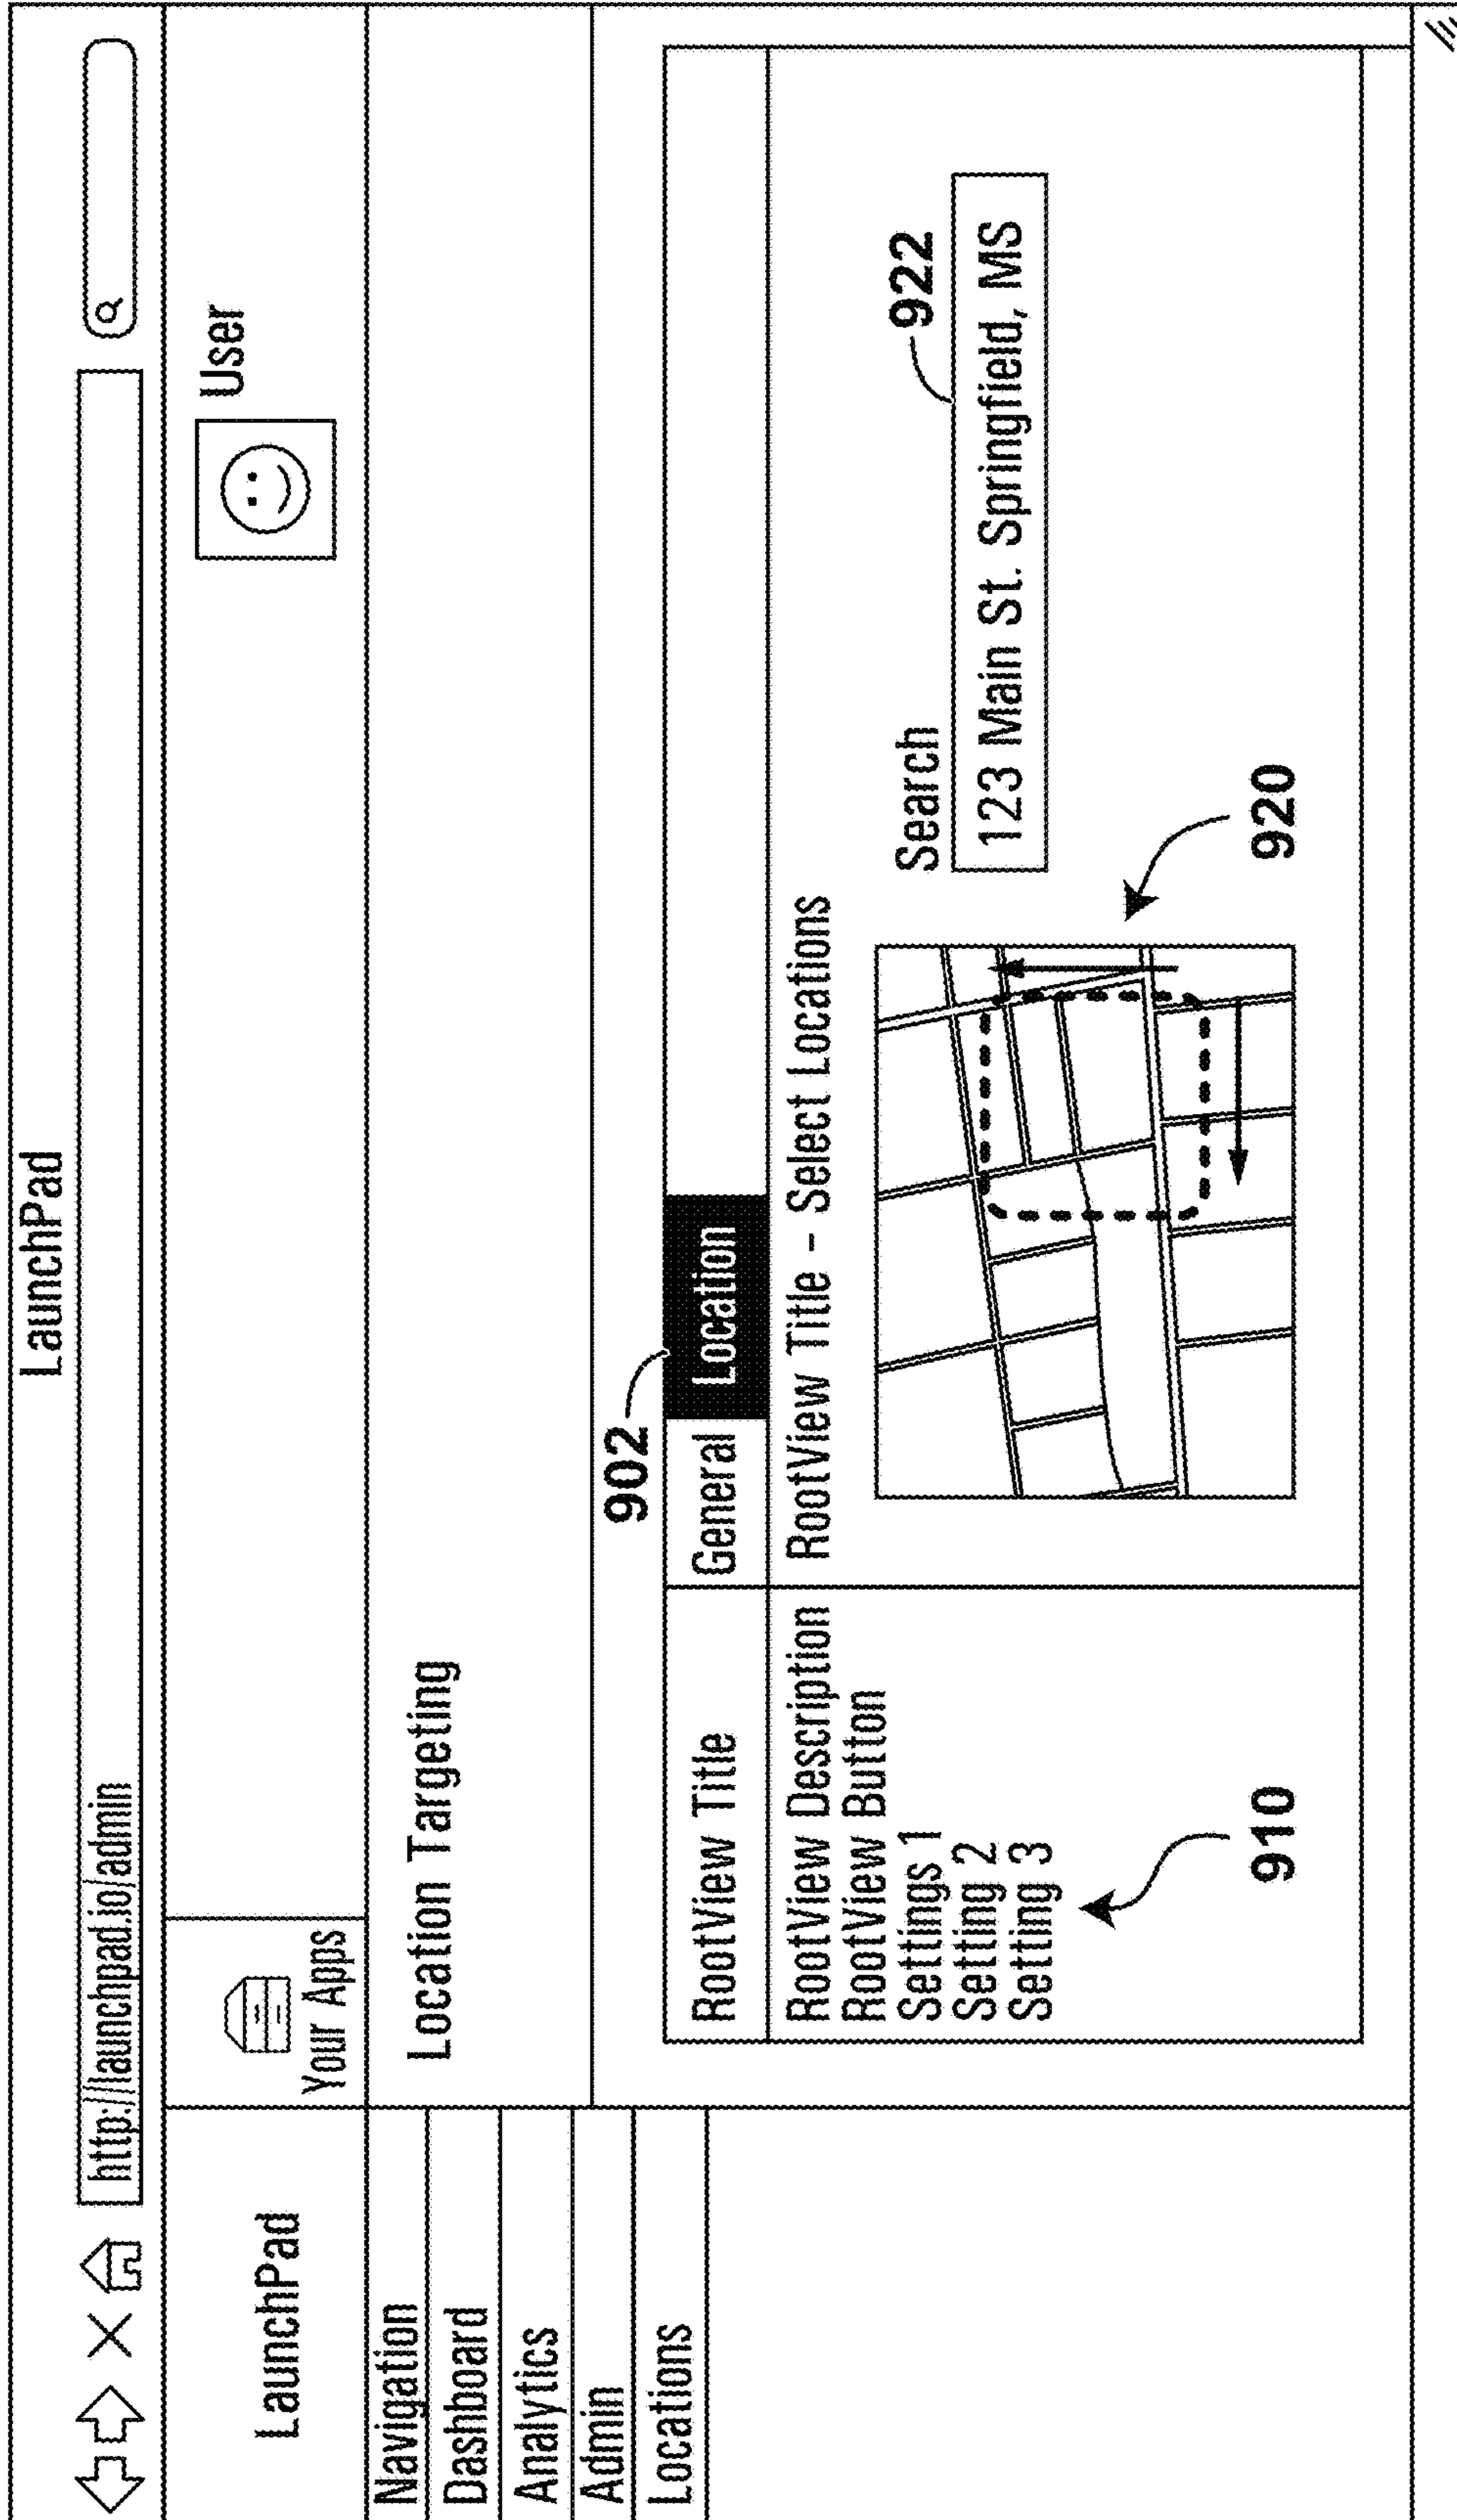 LaunchPad
http://launchpad.io/admin
LaunchPad
Your Apps
User
Navigation
Dashboard
Analytics
Admin
Locations
Location Targeting
902
RootView Title
General
Location
RootView Description
RootView Button
Settings 1
Setting 2
Setting 3
910
RootView Title - Select Locations
Search
922
123 Main St. Springfield, MS
920